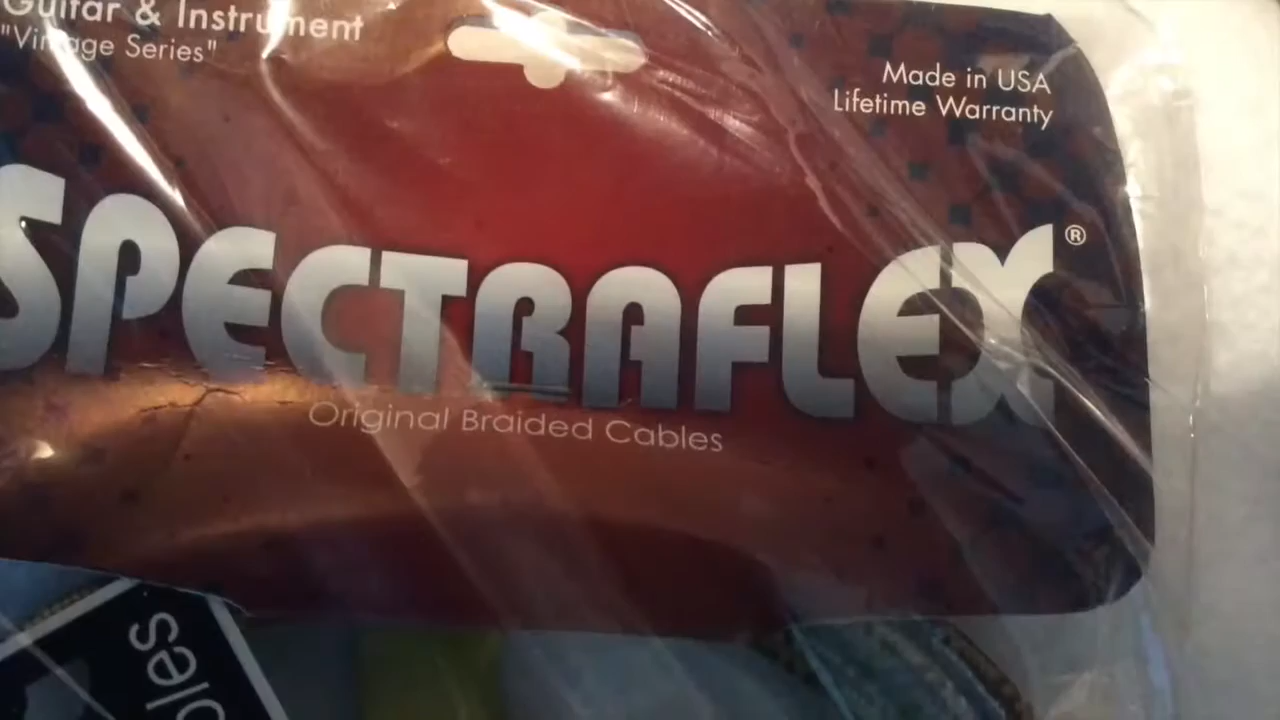 Guitar & Instrument
"Vintage Series"
Made in USA
Lifetime Warranty
SPECTRAFLEX®
Original Braided Cables